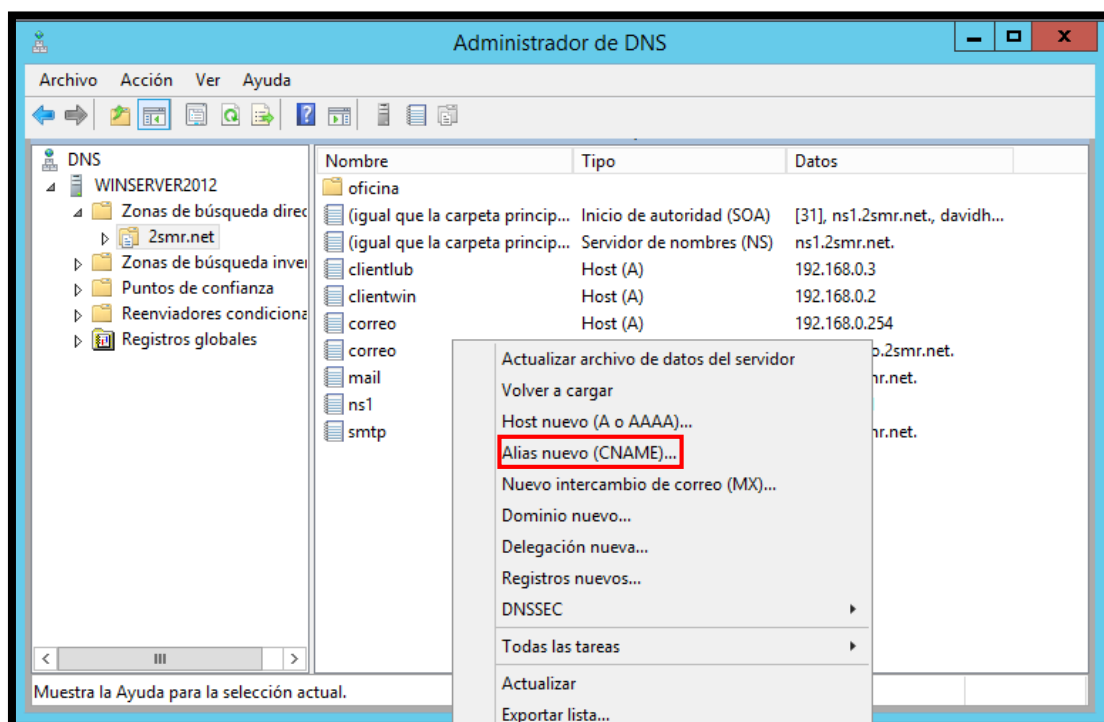 Administrador de DNS
Archivo Acción Ver Ayuda
DNS
WINSERVER2012
Zonas de búsqueda direc
2smr.net
Zonas de búsqueda inver
Puntos de confianza
Reenviadores condiciona
Registros globales
Nombre Tipo Datos
oficina
(igual que la carpeta princip... Inicio de autoridad (SOA) [31], ns1.2smr.net., davidh...
(igual que la carpeta princip... Servidor de nombres (NS) ns1.2smr.net.
clientlub Host (A) 192.168.0.3
clientwin Host (A) 192.168.0.2
correo Host (A) 192.168.0.254
correo .2smr.net.
mail .net.
ns1
smtp .net.
Actualizar archivo de datos del servidor
Volver a cargar
Host nuevo (A o AAAA)...
Alias nuevo (CNAME)...
Nuevo intercambio de correo (MX)...
Dominio nuevo...
Delegación nueva...
Registros nuevos...
DNSSEC
Todas las tareas
Actualizar
Exportar lista...
Muestra la Ayuda para la selección actual.